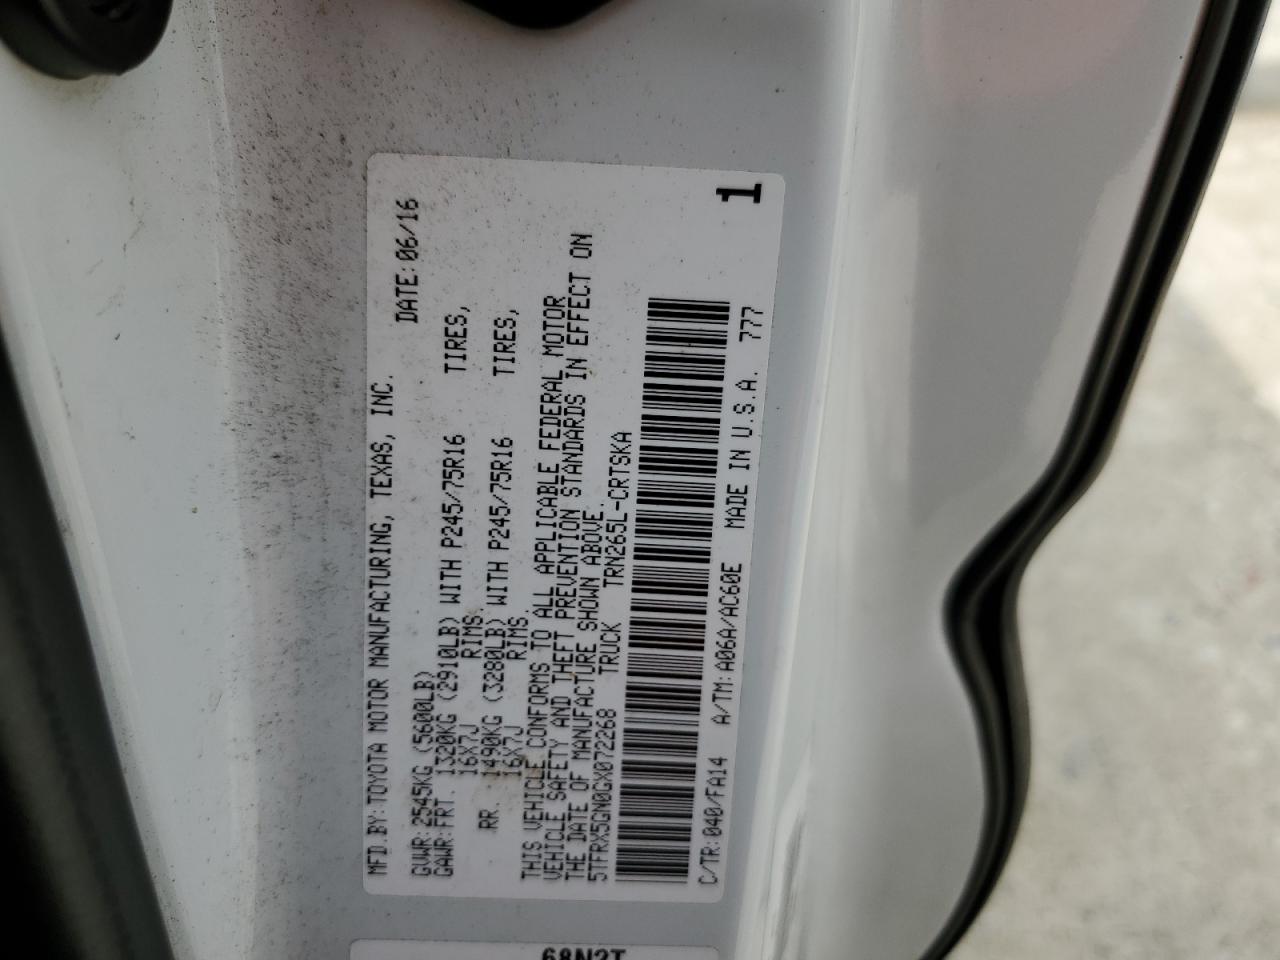 MFD.BY:TOYOTA MOTOR MANUFACTURING, TEXAS, INC.
DATE:06/16
GVWR:2545KG (5600LB)
GAWR:FRT. 1320KG (2910LB) WITH P245/75R16 TIRES,
16X7J RIMS.
RR. 1490KG (3280LB) WITH P245/75R16 TIRES,
16X7J RIMS.
THIS VEHICLE CONFORMS TO ALL APPLICABLE FEDERAL MOTOR
VEHICLE SAFETY AND THEFT PREVENTION STANDARDS IN EFFECT ON
THE DATE OF MANUFACTURE SHOWN ABOVE.
5TFRX5GN0GX072268 TRUCK TRN265L-CRTSKA
C/TR:040/FA14 A/TM:A06A/AC60E MADE IN U.S.A. 777
1
68N2T